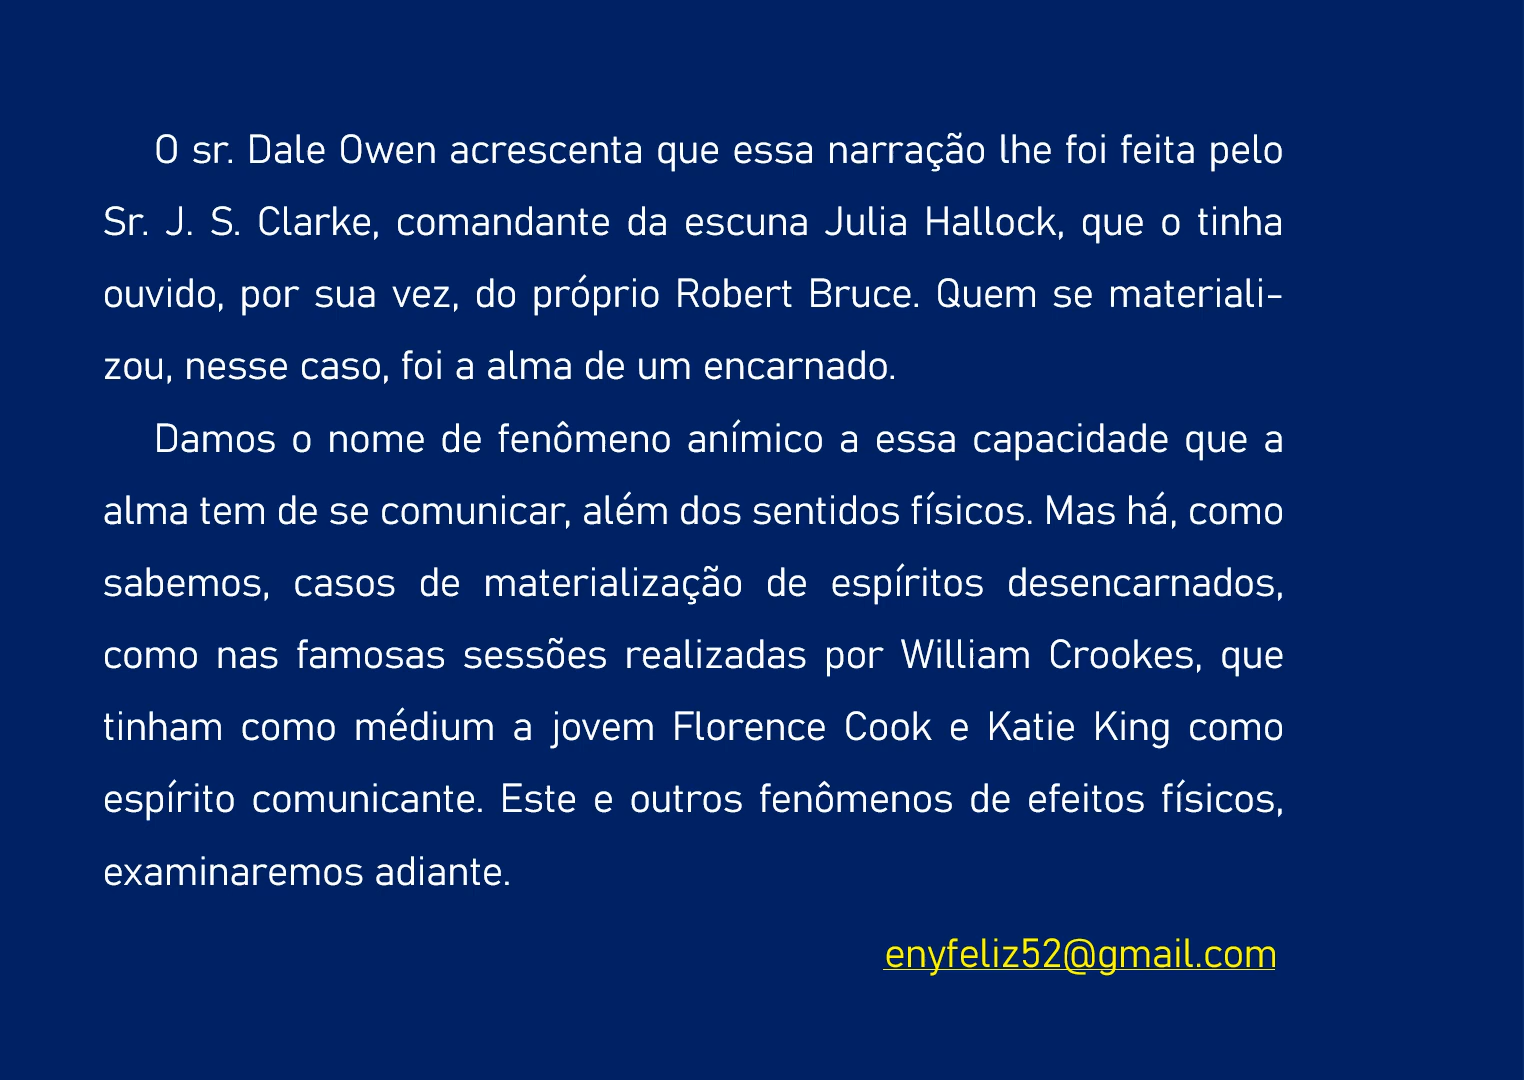 O sr. Dale Owen acrescenta que essa narração lhe foi feita pelo
Sr. J. S. Clarke, comandante da escuna Julia Hallock, que o tinha
ouvido, por sua vez, do próprio Robert Bruce. Quem se materiali-
zou, nesse caso, foi a alma de um encarnado.
Damos o nome de fenômeno anímico a essa capacidade que a
alma tem de se comunicar, além dos sentidos físicos. Mas há, como
sabemos, casos de materialização de espíritos desencarnados,
como nas famosas sessões realizadas por William Crookes, que
tinham como médium a jovem Florence Cook e Katie King como
espírito comunicante. Este e outros fenômenos de efeitos físicos,
examinaremos adiante.
enyfeliz52@gmail.com